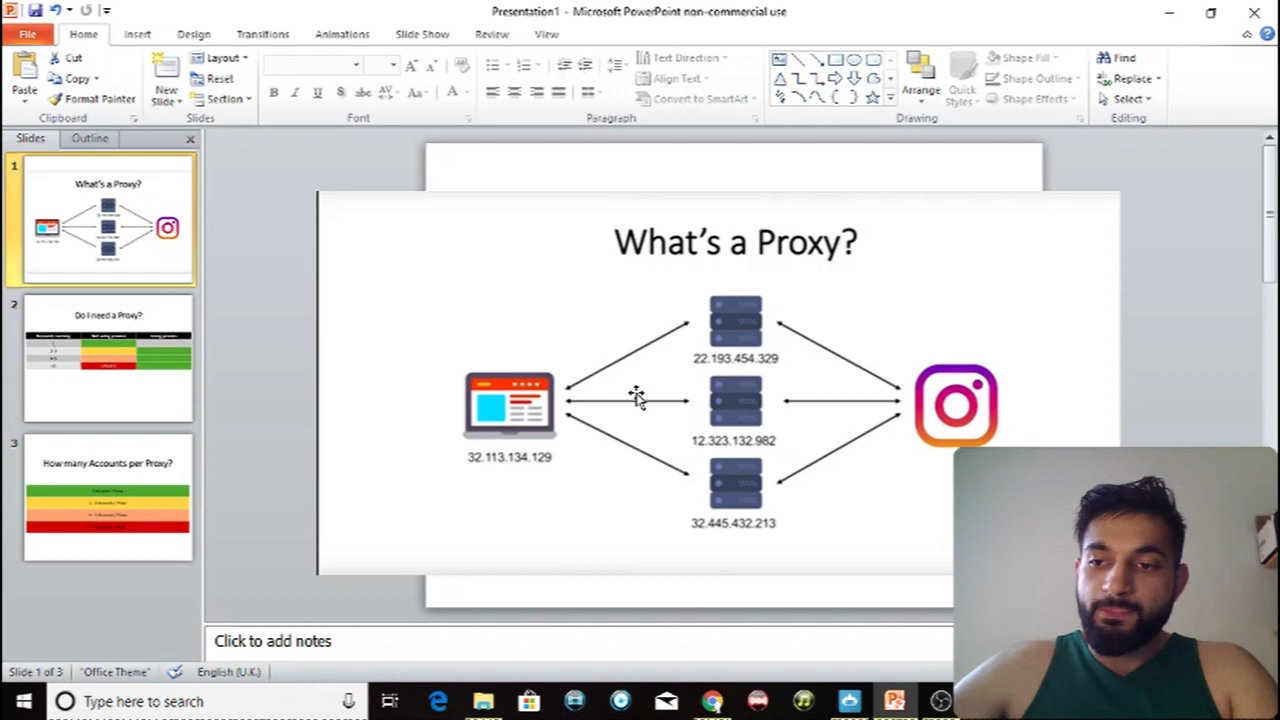 Presentation1 - Microsoft PowerPoint non-commercial use
File Home Insert Design Transitions Animations Slide Show Review View
Paste
Cut
Copy
Format Painter
Clipboard
New Slide
Layout
Reset
Section
Slides
Font
Text Direction
Align Text
Convert to SmartArt
Paragraph
Arrange
Quick Styles
Shape Fill
Shape Outline
Shape Effects
Drawing
Find
Replace
Select
Editing
Slides Outline
1
What's a Proxy?
2
Do I need a Proxy?
3
How many Accounts per Proxy?
What's a Proxy?
22.193.454.329
12.323.132.982
32.113.134.129
32.445.432.213
Click to add notes
Slide 1 of 3 "Office Theme" English (U.K.)
Type here to search